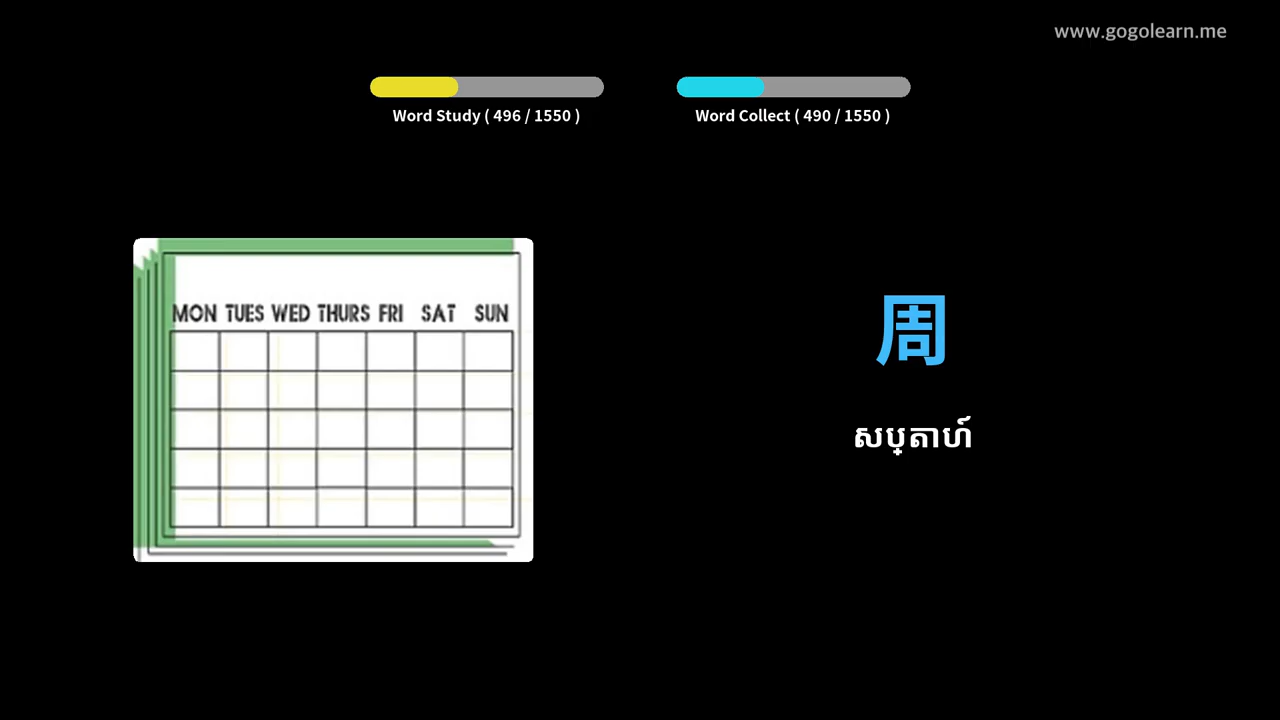 www.gogolearn.me
Word Study ( 496 / 1550 )
Word Collect ( 490 / 1550 )
MON TUES WED THURS FRI SAT SUN
周
សប្តាហ៍